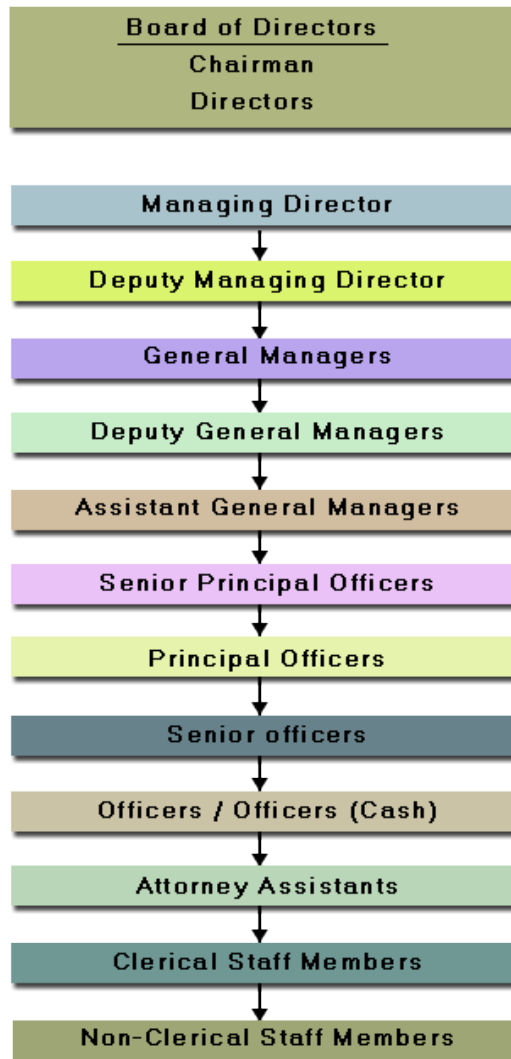 Board of Directors
Chairman
Directors
Managing Director
Deputy Managing Director
General Managers
Deputy General Managers
Assistant General Managers
Senior Principal Officers
Principal Officers
Senior officers
Officers / Officers (Cash)
Attorney Assistants
Clerical Staff Members
Non-Clerical Staff Members